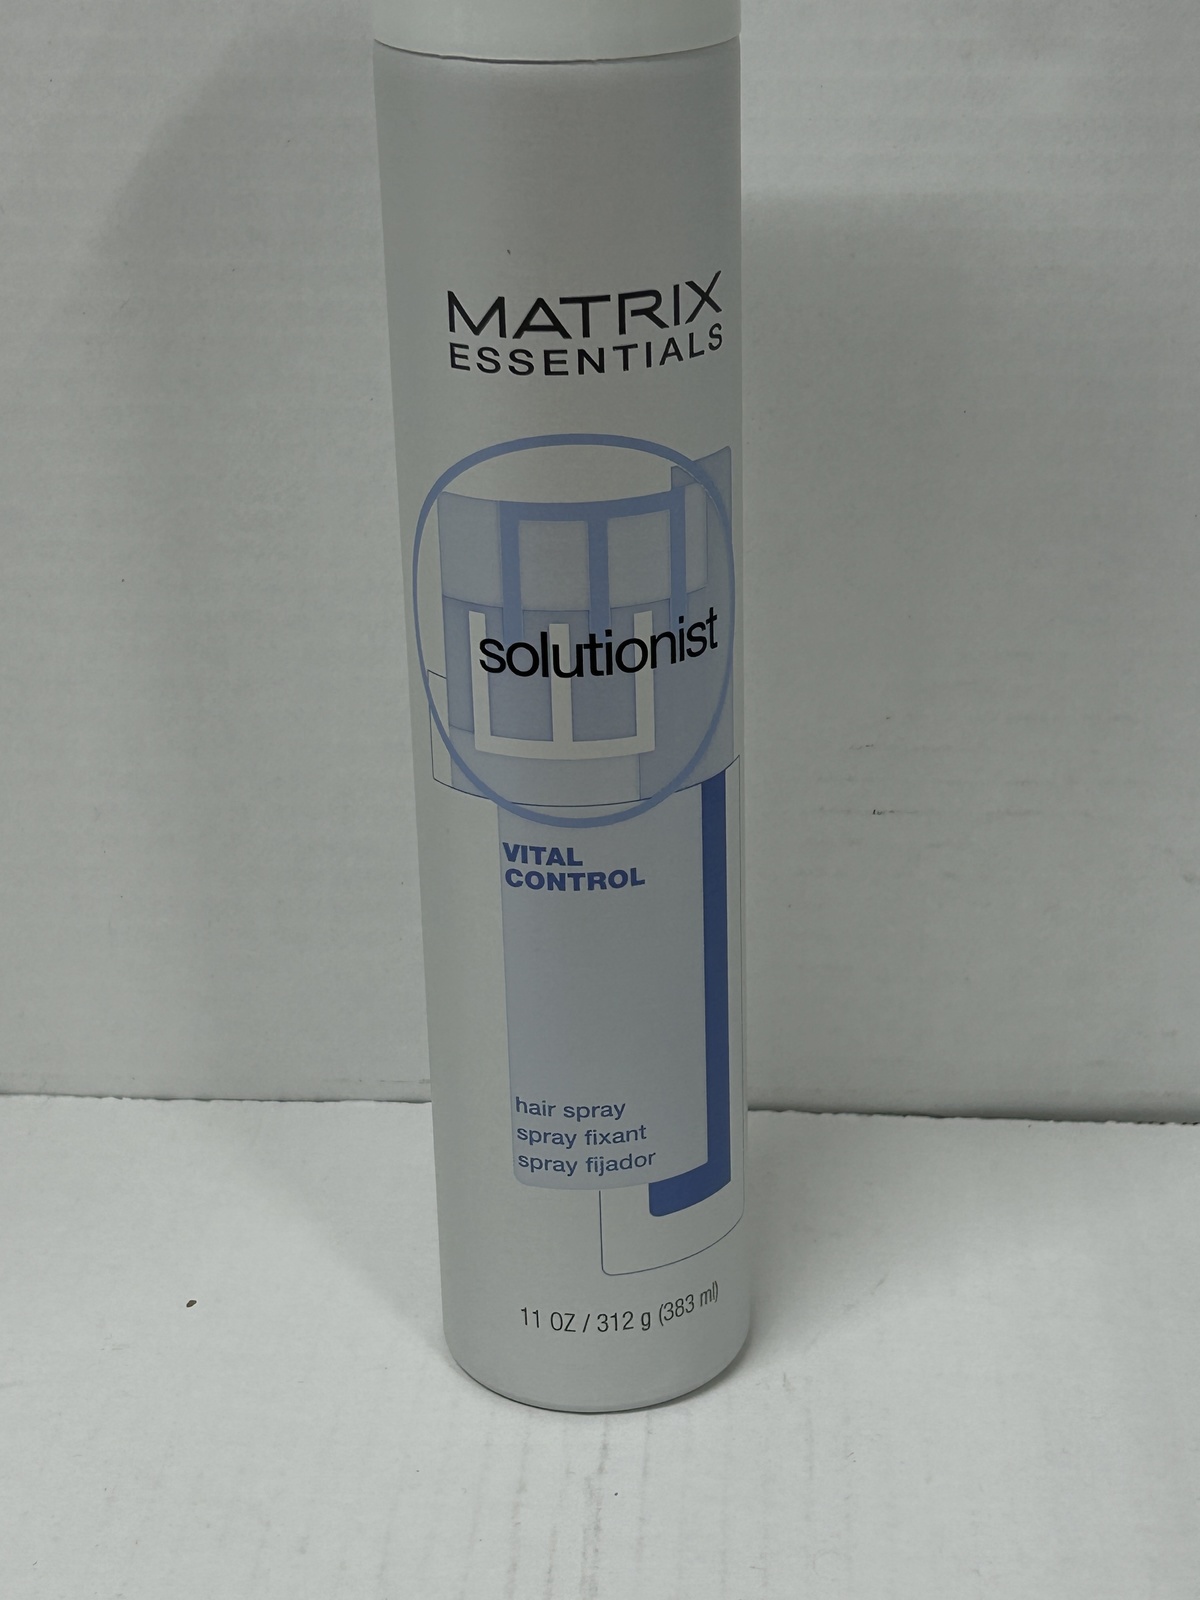 MATRIX
ESSENTIALS
solutionist
VITAL
CONTROL
hair spray
spray fixant
spray fijador
11 OZ / 312 g (383 ml)